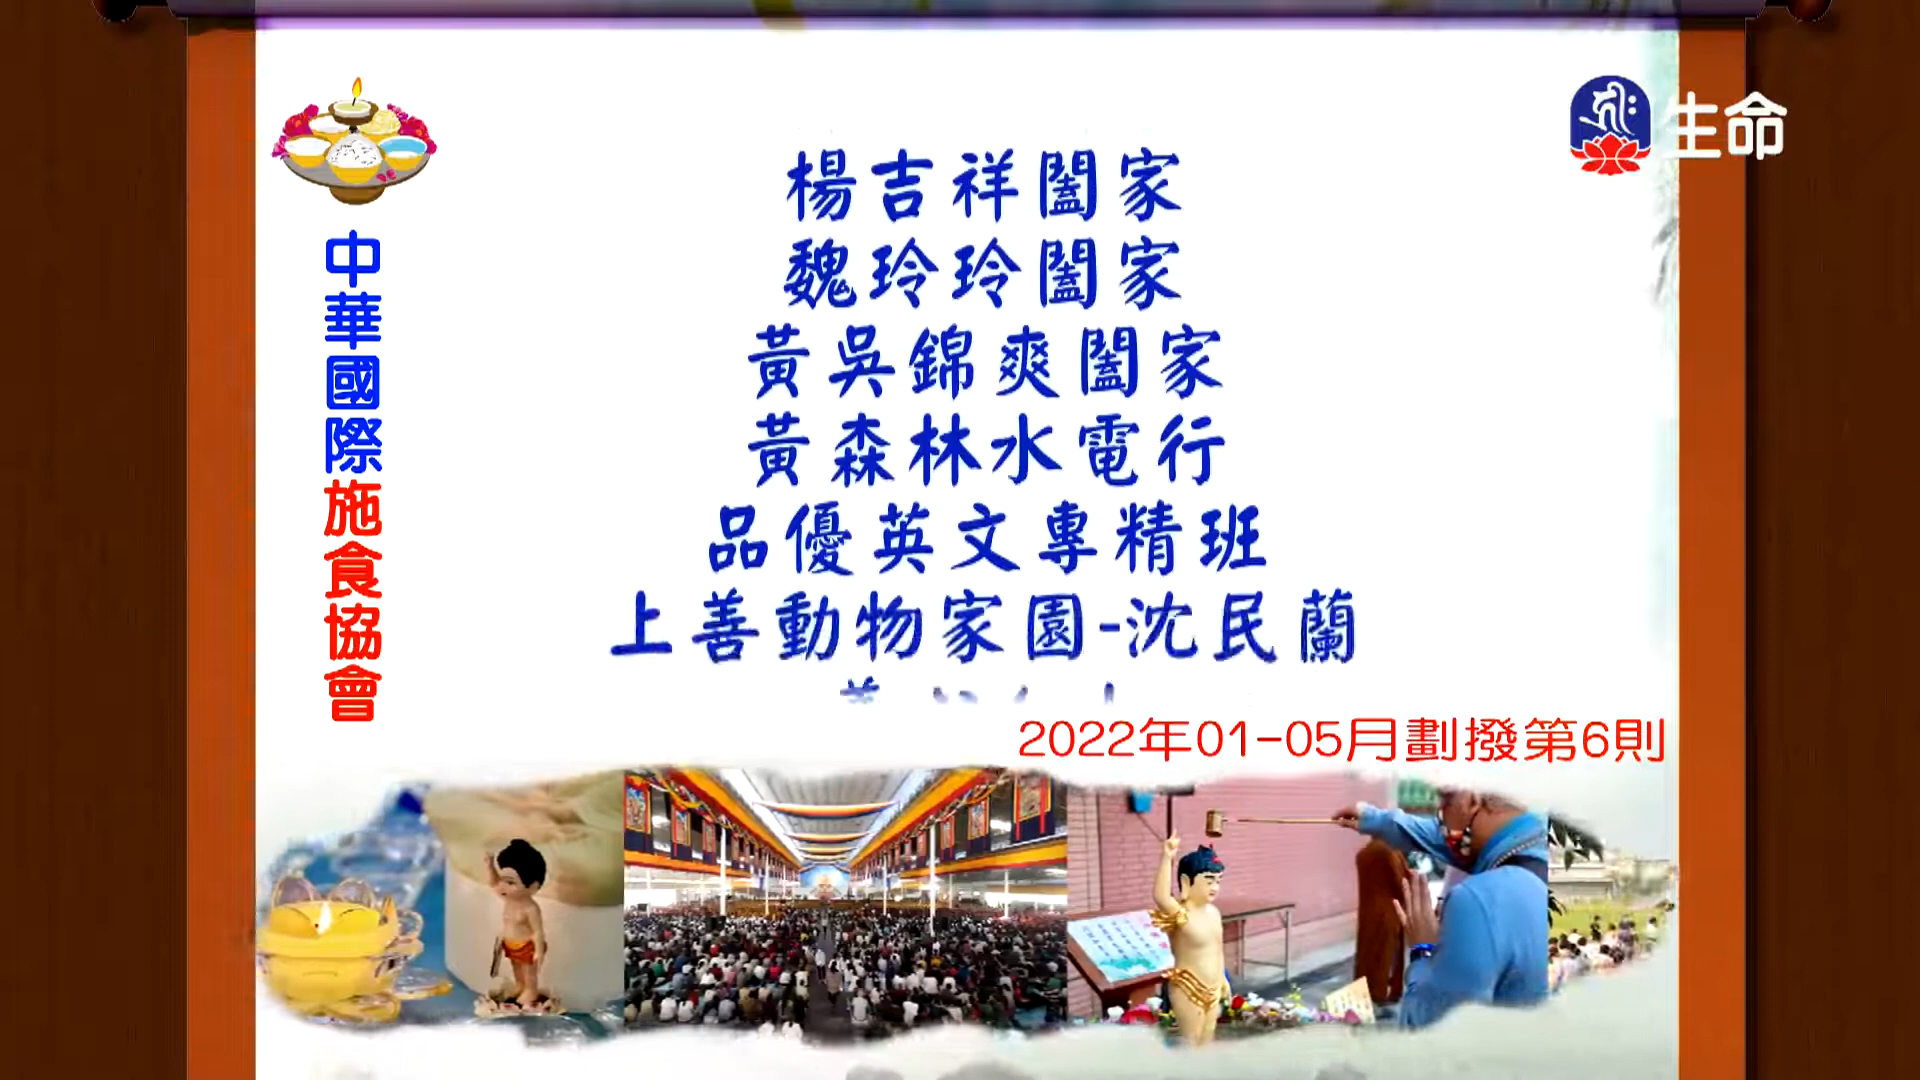 生命
中華國際施食協會
楊吉祥闔家
魏玲玲闔家
黃吳錦爽闔家
黃森林水電行
品優英文專精班
上善動物家園-沈民蘭
2022年01-05月劃撥第6則